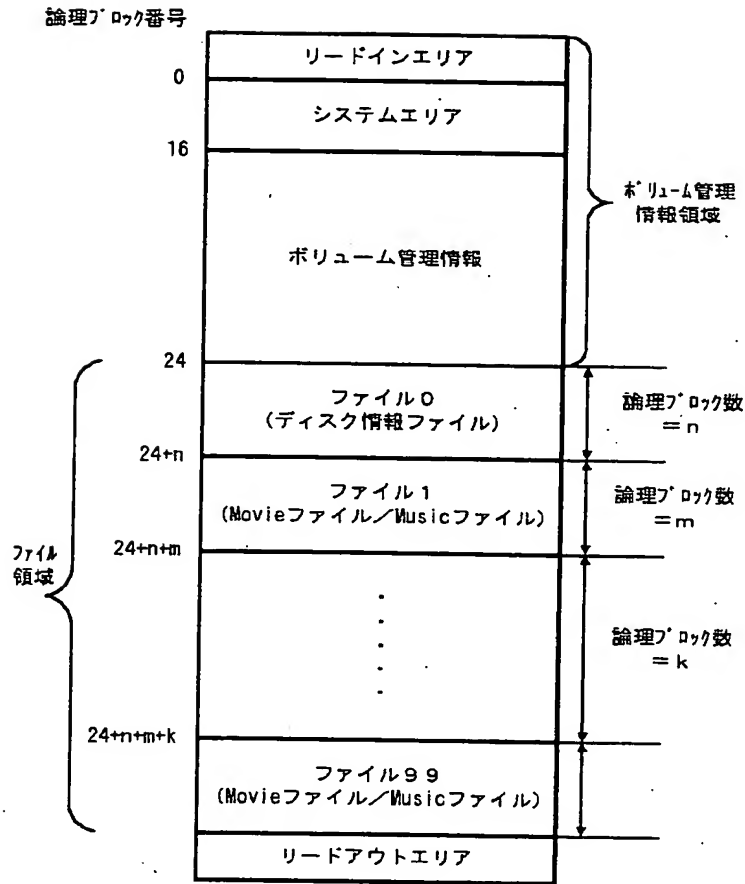 論理ﾌﾞﾛｯｸ番号
リードインエリア
0
システムエリア
16
ボリューム管理情報
ﾎﾞﾘｭｰﾑ管理
情報領域
24
ファイル0
(ディスク情報ファイル)
論理ﾌﾞﾛｯｸ数
=n
24+n
ファイル1
(Movieファイル/Musicファイル)
論理ﾌﾞﾛｯｸ数
=m
24+n+m
ﾌｧｲﾙ
領域
論理ﾌﾞﾛｯｸ数
=k
24+n+m+k
ファイル99
(Movieファイル/Musicファイル)
リードアウトエリア